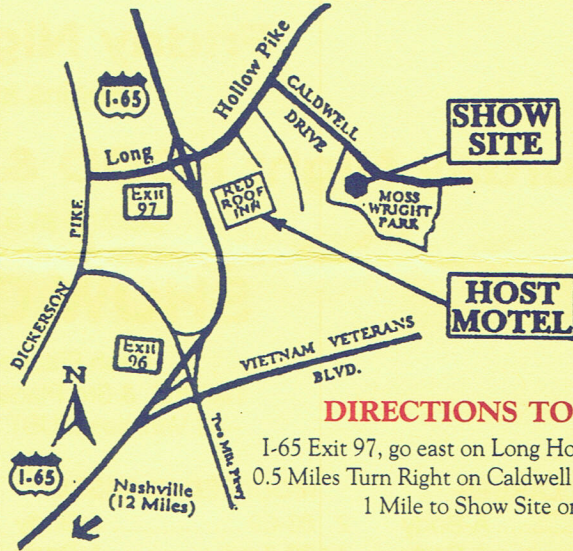 I-65
Long Hollow Pike
CALDWELL
DRIVE
SHOW
SITE
Exit
97
RED
ROOF
INN
MOSS
WRIGHT
PARK
DICKERSON PIKE
HOST
MOTEL
Exit
96
VIETNAM VETERANS
BLVD.
N
Two Mile Pkwy.
I-65
Nashville
(12 Miles)
DIRECTIONS TO
I-65 Exit 97, go east on Long Ho
0.5 Miles Turn Right on Caldwell
1 Mile to Show Site on